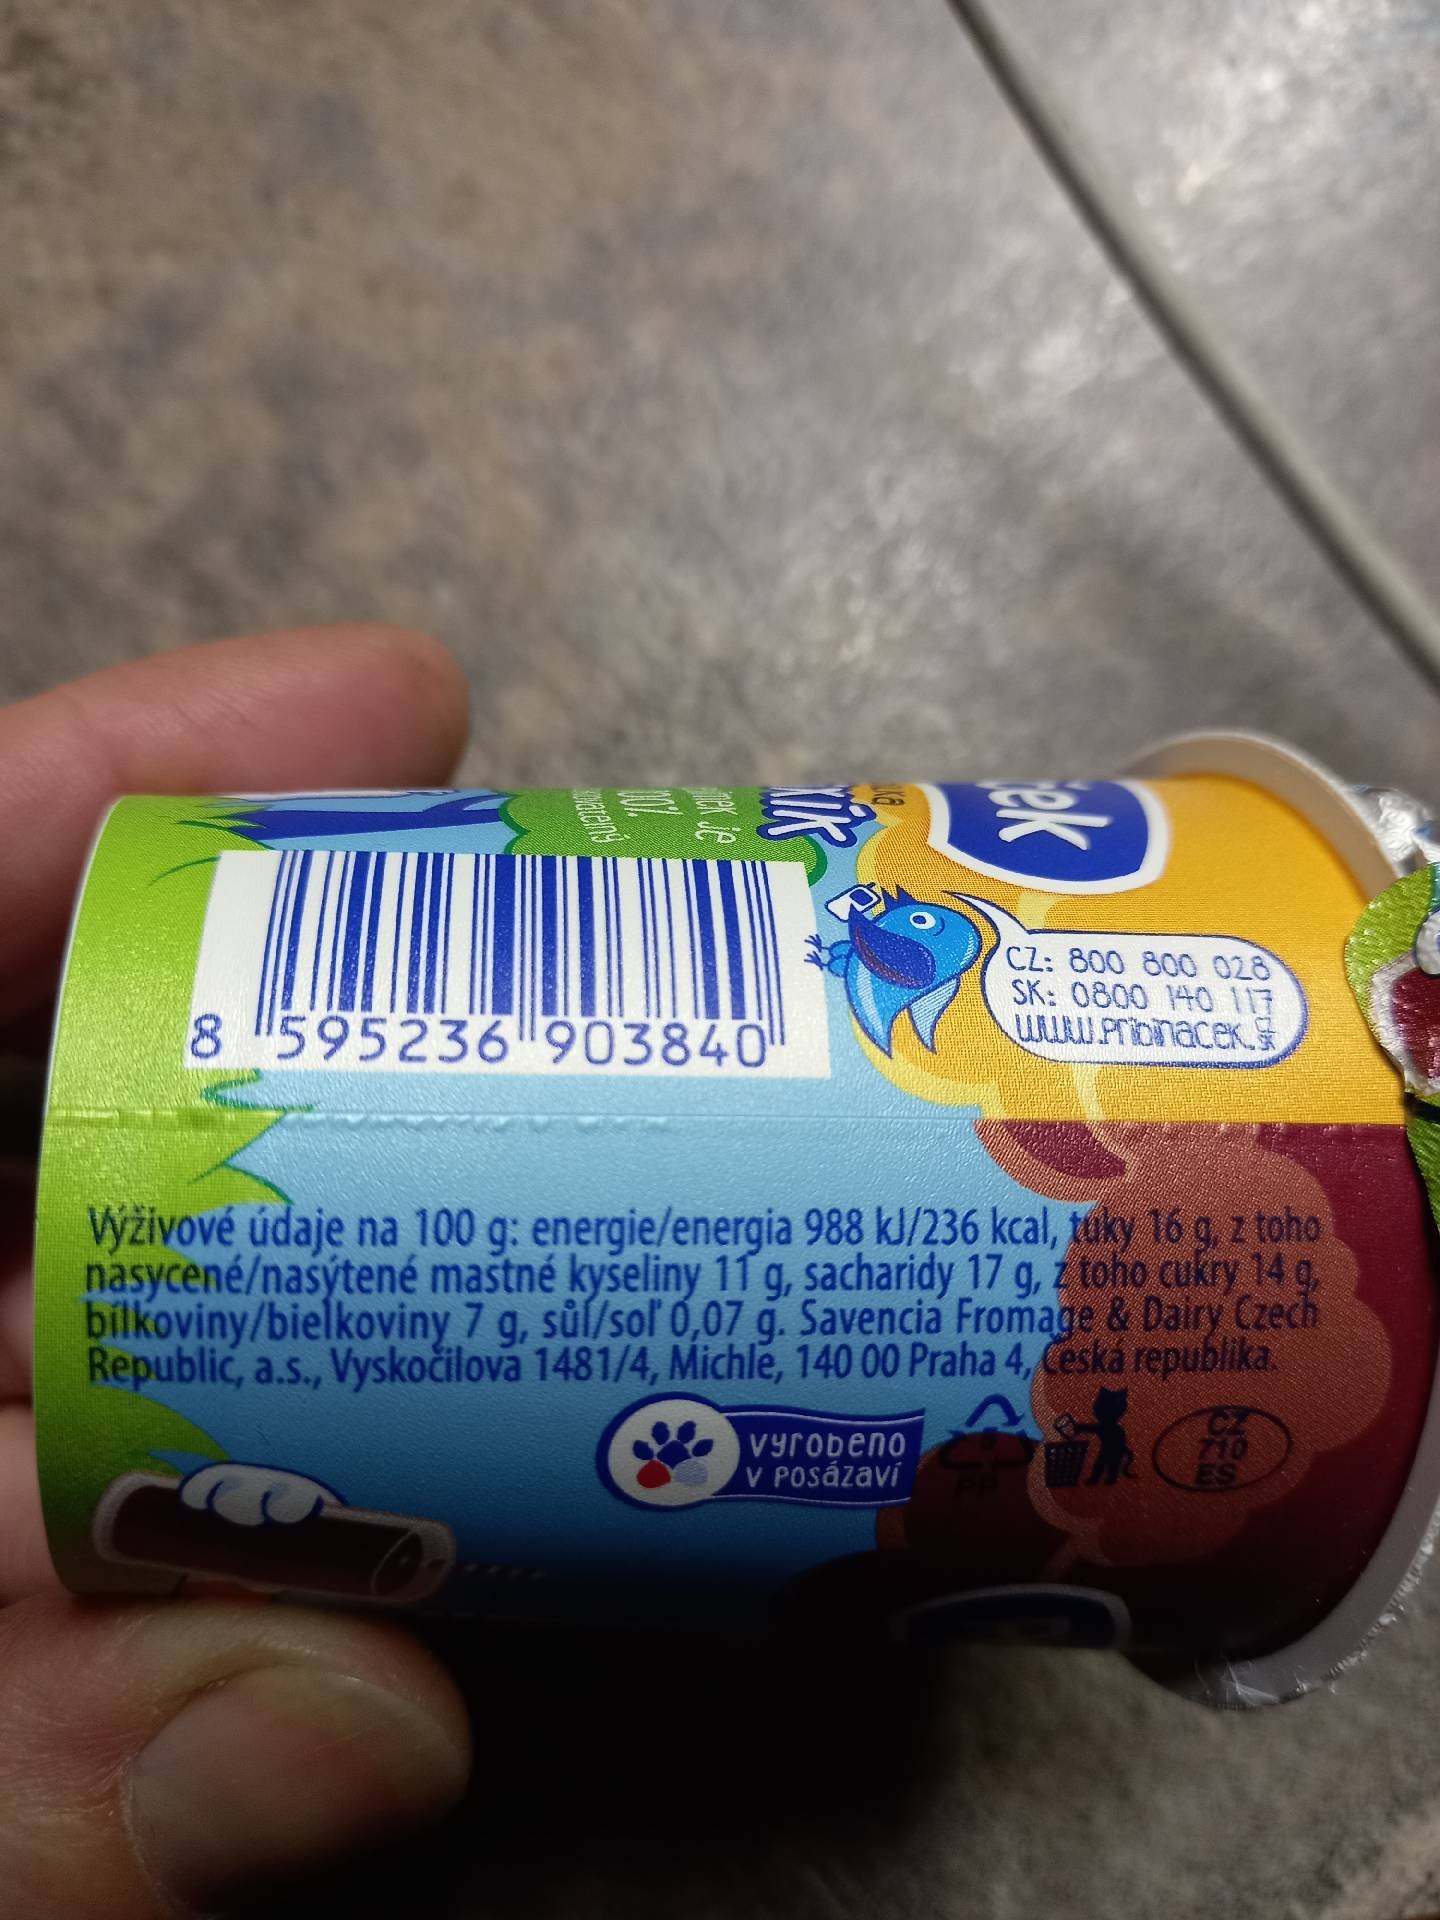 CZ: 800 800 028
SK: 0800 140 117
www.pribinacek.cz
sk
8 595236 903840
Výživové údaje na 100 g: energie/energia 988 kJ/236 kcal, tuky 16 g, z toho
nasycené/nasýtené mastné kyseliny 11 g, sacharidy 17 g, z toho cukry 14 g,
bílkoviny/bielkoviny 7 g, sůl/soľ 0,07 g. Savencia Fromage & Dairy Czech
Republic, a.s., Vyskočilova 1481/4, Michle, 140 00 Praha 4, Česká republika.
vyrobeno
v Posázaví
5
PP
CZ
710
ES